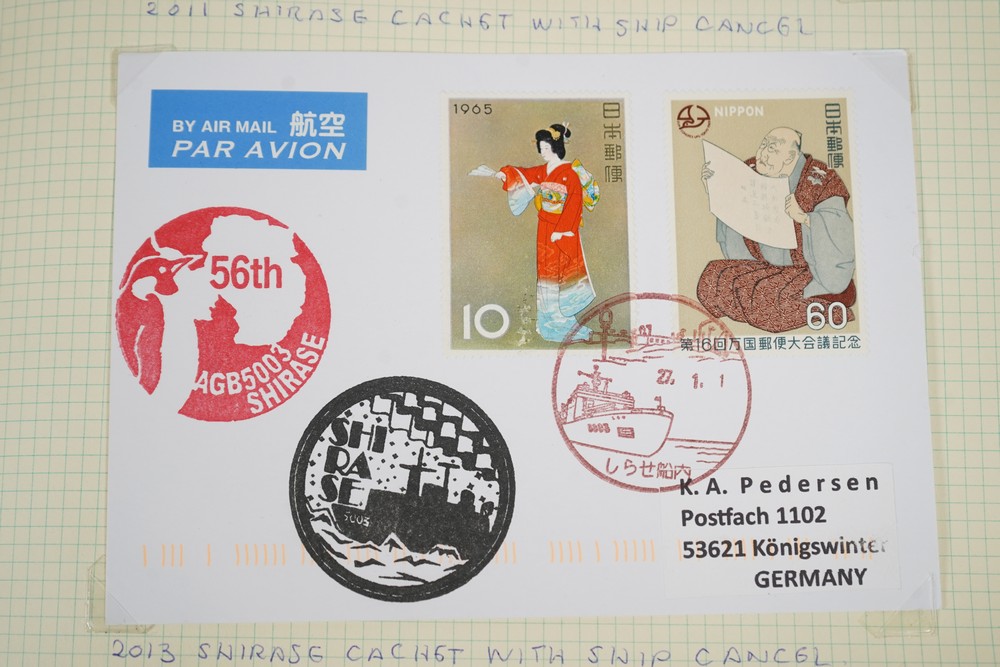 2011 SHIRASE CACHET WITH SHIP CANCEL
BY AIR MAIL 航空
PAR AVION
1965
日本郵便
10
NIPPON
日本郵便
60
第16回万国郵便大会議記念
56th
AGB5003
SHIRASE
SHI
RA
SE
5003
27. 1. 1
しらせ船内
K. A. Pedersen
Postfach 1102
53621 Königswinter
GERMANY
2013 SHIRASE CACHET WITH SHIP CANCEL